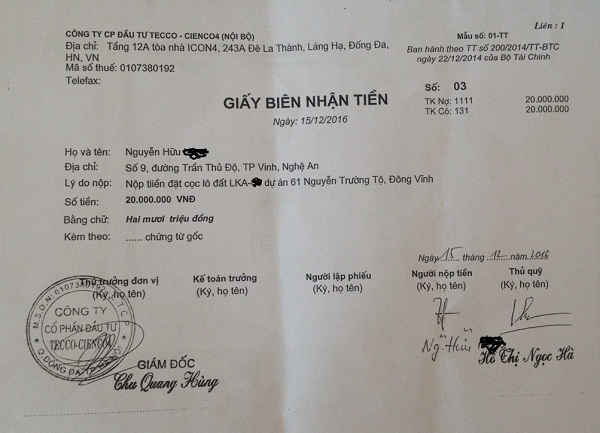 Liên : 1
CÔNG TY CP ĐẦU TƯ TECCO - CIENCO4 (NỘI BỘ)
Mẫu số: 01-TT
Địa chỉ: Tầng 12A tòa nhà ICON4, 243A Đê La Thành, Láng Hạ, Đống Đa, HN, VN
Ban hành theo TT số 200/2014/TT-BTC
ngày 22/12/2014 của Bộ Tài Chính
Mã số thuế: 0107380192
Telefax:
Số: 03
GIẤY BIÊN NHẬN TIỀN
TK Nợ: 1111 20.000.000
TK Có: 131 20.000.000
Ngày: 15/12/2016
Họ và tên: Nguyễn Hữu
Địa chỉ: Số 9, đường Trần Thủ Độ, TP Vinh, Nghệ An
Lý do nộp: Nộp tiiền đặt cọc lô đất LKA- dự án 61 Nguyễn Trường Tộ, Đông Vĩnh
Số tiền: 20.000.000 VNĐ
Bằng chữ: Hai mươi triệu đồng
Kèm theo: ...... chứng từ gốc
Ngày 15 tháng 12 năm 2016
Thủ trưởng đơn vị Kế toán trưởng Người lập phiếu Người nộp tiền Thủ quỹ
(Ký, họ tên) (Ký, họ tên) (Ký, họ tên) (Ký, họ tên) (Ký, họ tên)
CÔNG TY
CỔ PHẦN ĐẦU TƯ
TECCO-CIENCO4
GIÁM ĐỐC
Chu Quang Hùng
Ng~ Hữu
Hồ Thị Ngọc Hà